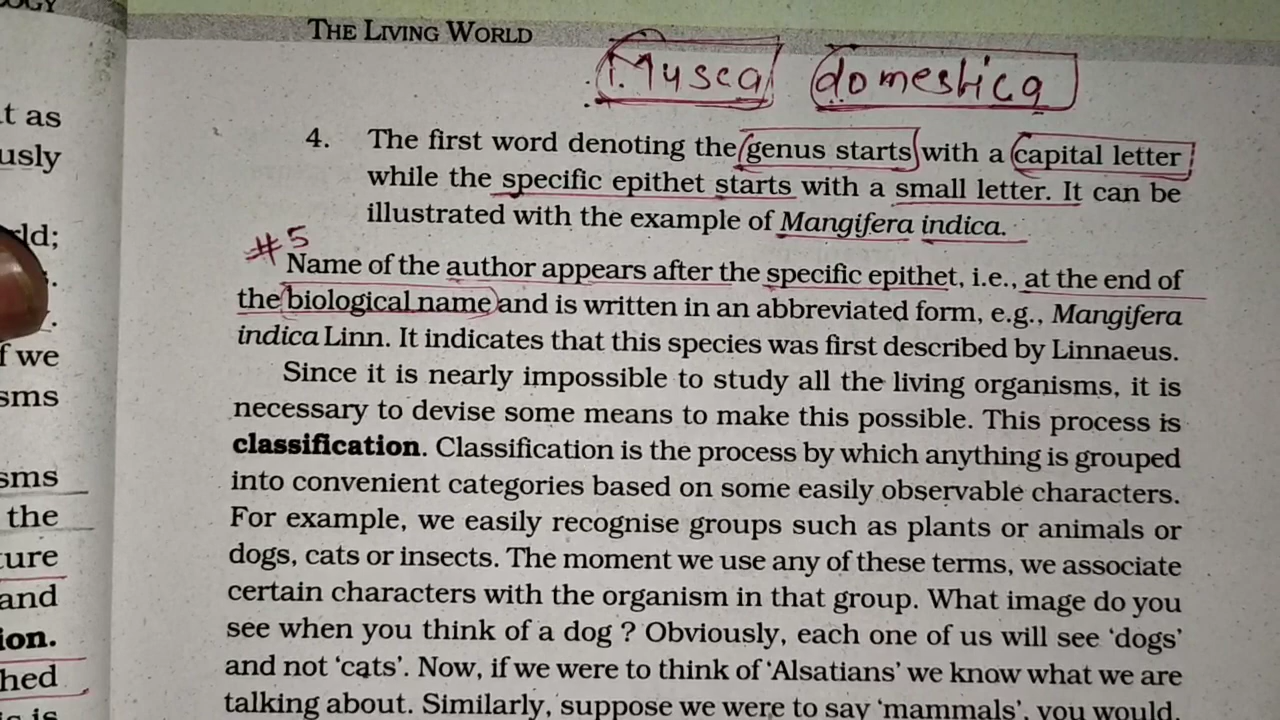 OLOGY
THE LIVING WORLD
Musca domestica
4. The first word denoting the genus starts with a capital letter
while the specific epithet starts with a small letter. It can be
illustrated with the example of Mangifera indica.
#5
Name of the author appears after the specific epithet, i.e., at the end of
the biological name and is written in an abbreviated form, e.g., Mangifera
indica Linn. It indicates that this species was first described by Linnaeus.
Since it is nearly impossible to study all the living organisms, it is
necessary to devise some means to make this possible. This process is
classification. Classification is the process by which anything is grouped
into convenient categories based on some easily observable characters.
For example, we easily recognise groups such as plants or animals or
dogs, cats or insects. The moment we use any of these terms, we associate
certain characters with the organism in that group. What image do you
see when you think of a dog ? Obviously, each one of us will see ‘dogs’
and not ‘cats’. Now, if we were to think of ‘Alsatians’ we know what we are
talking about. Similarly, suppose we were to say ‘mammals’, you would,
t as
usly
ld;
f we
sms
sms
the
ture
and
ion.
hed